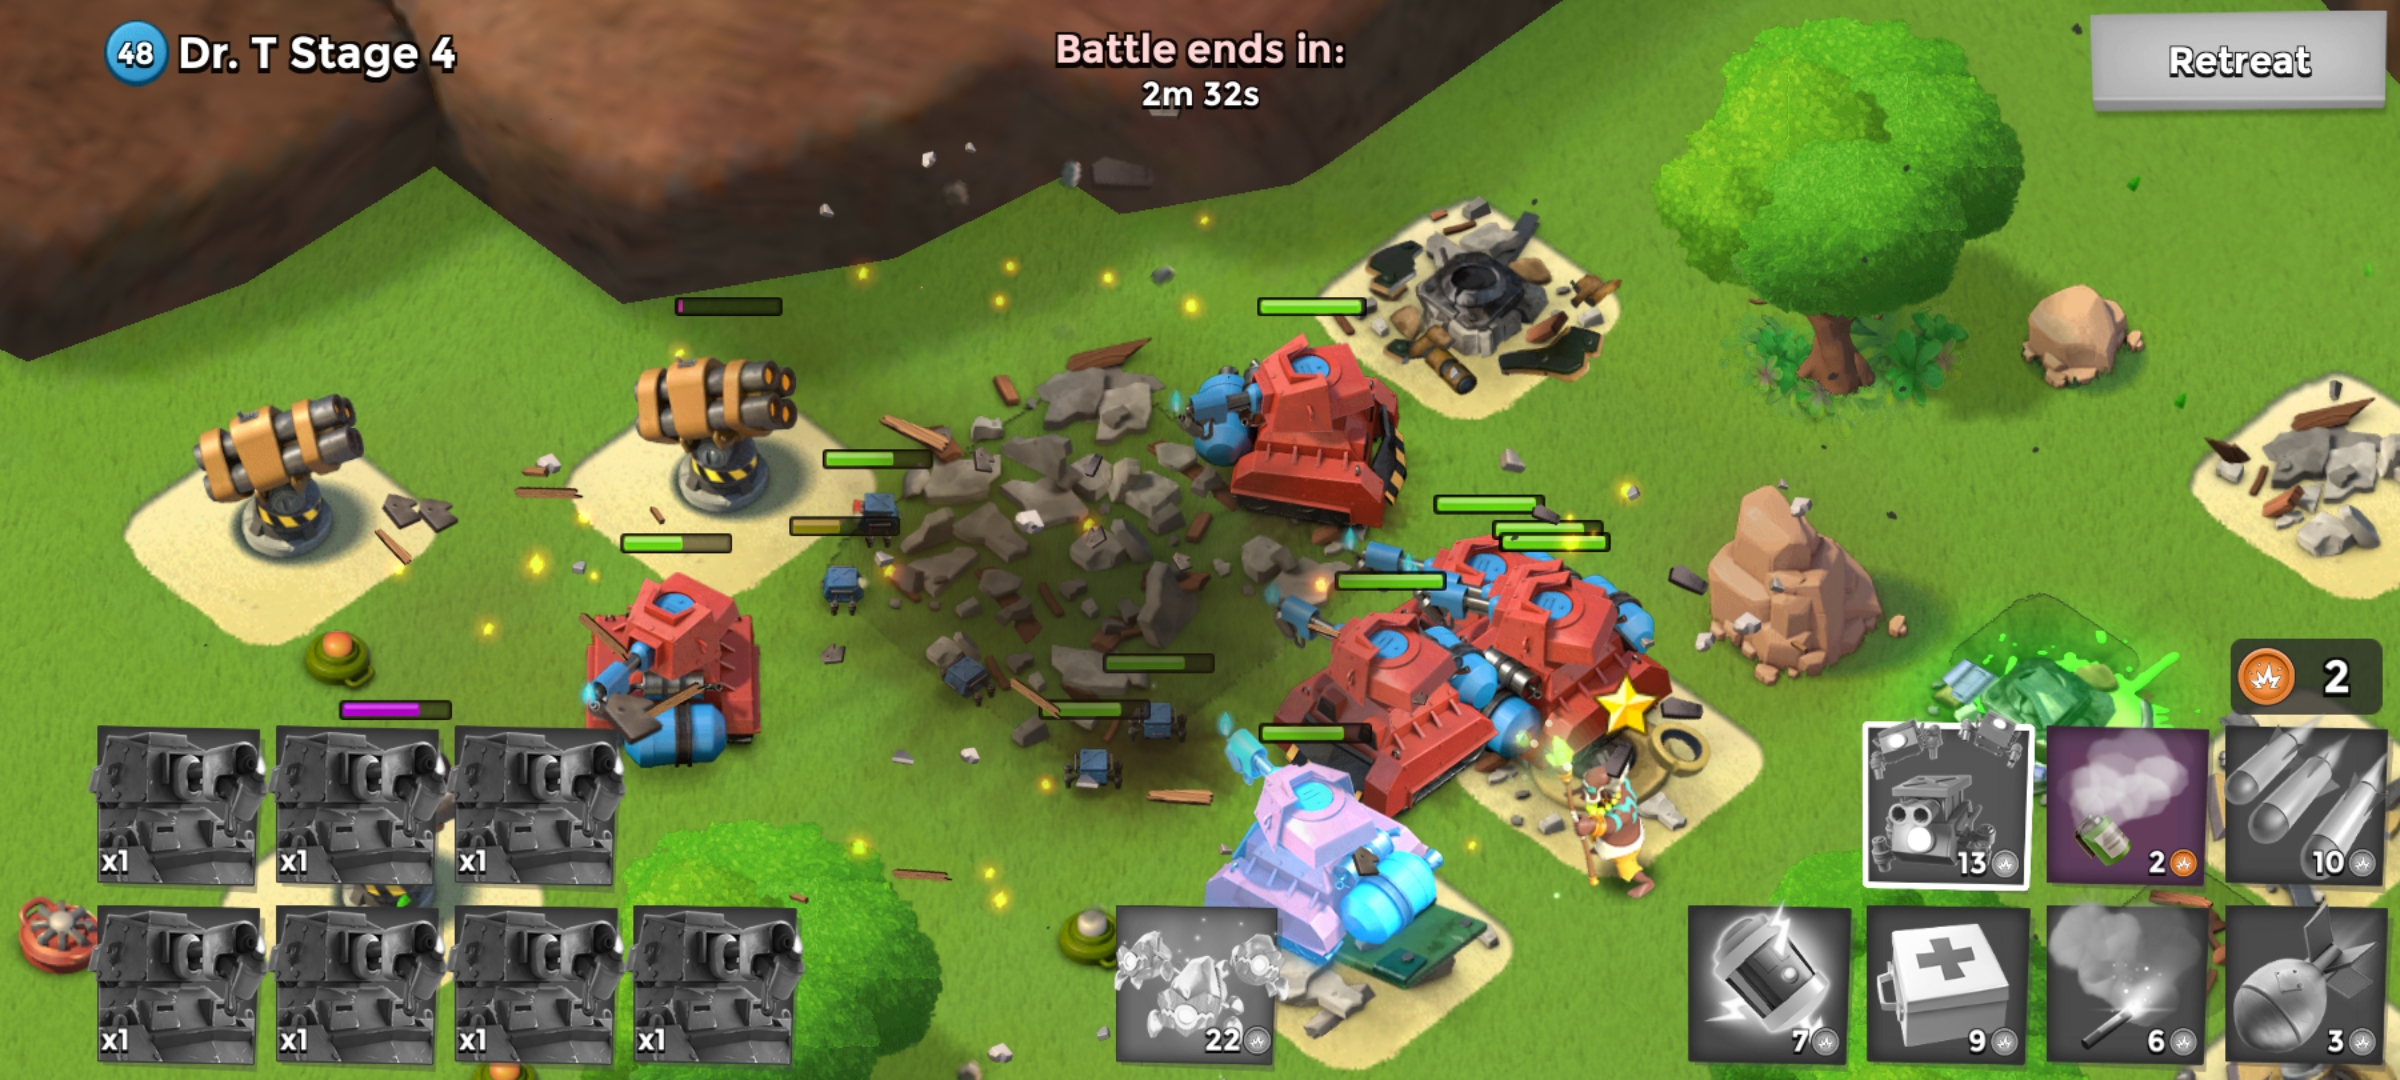 48 Dr. T Stage 4
Battle ends in:
2m 32s
Retreat
2
x1 x1 x1
13 2 10
x1 x1 x1 x1
22
7 9 6 3